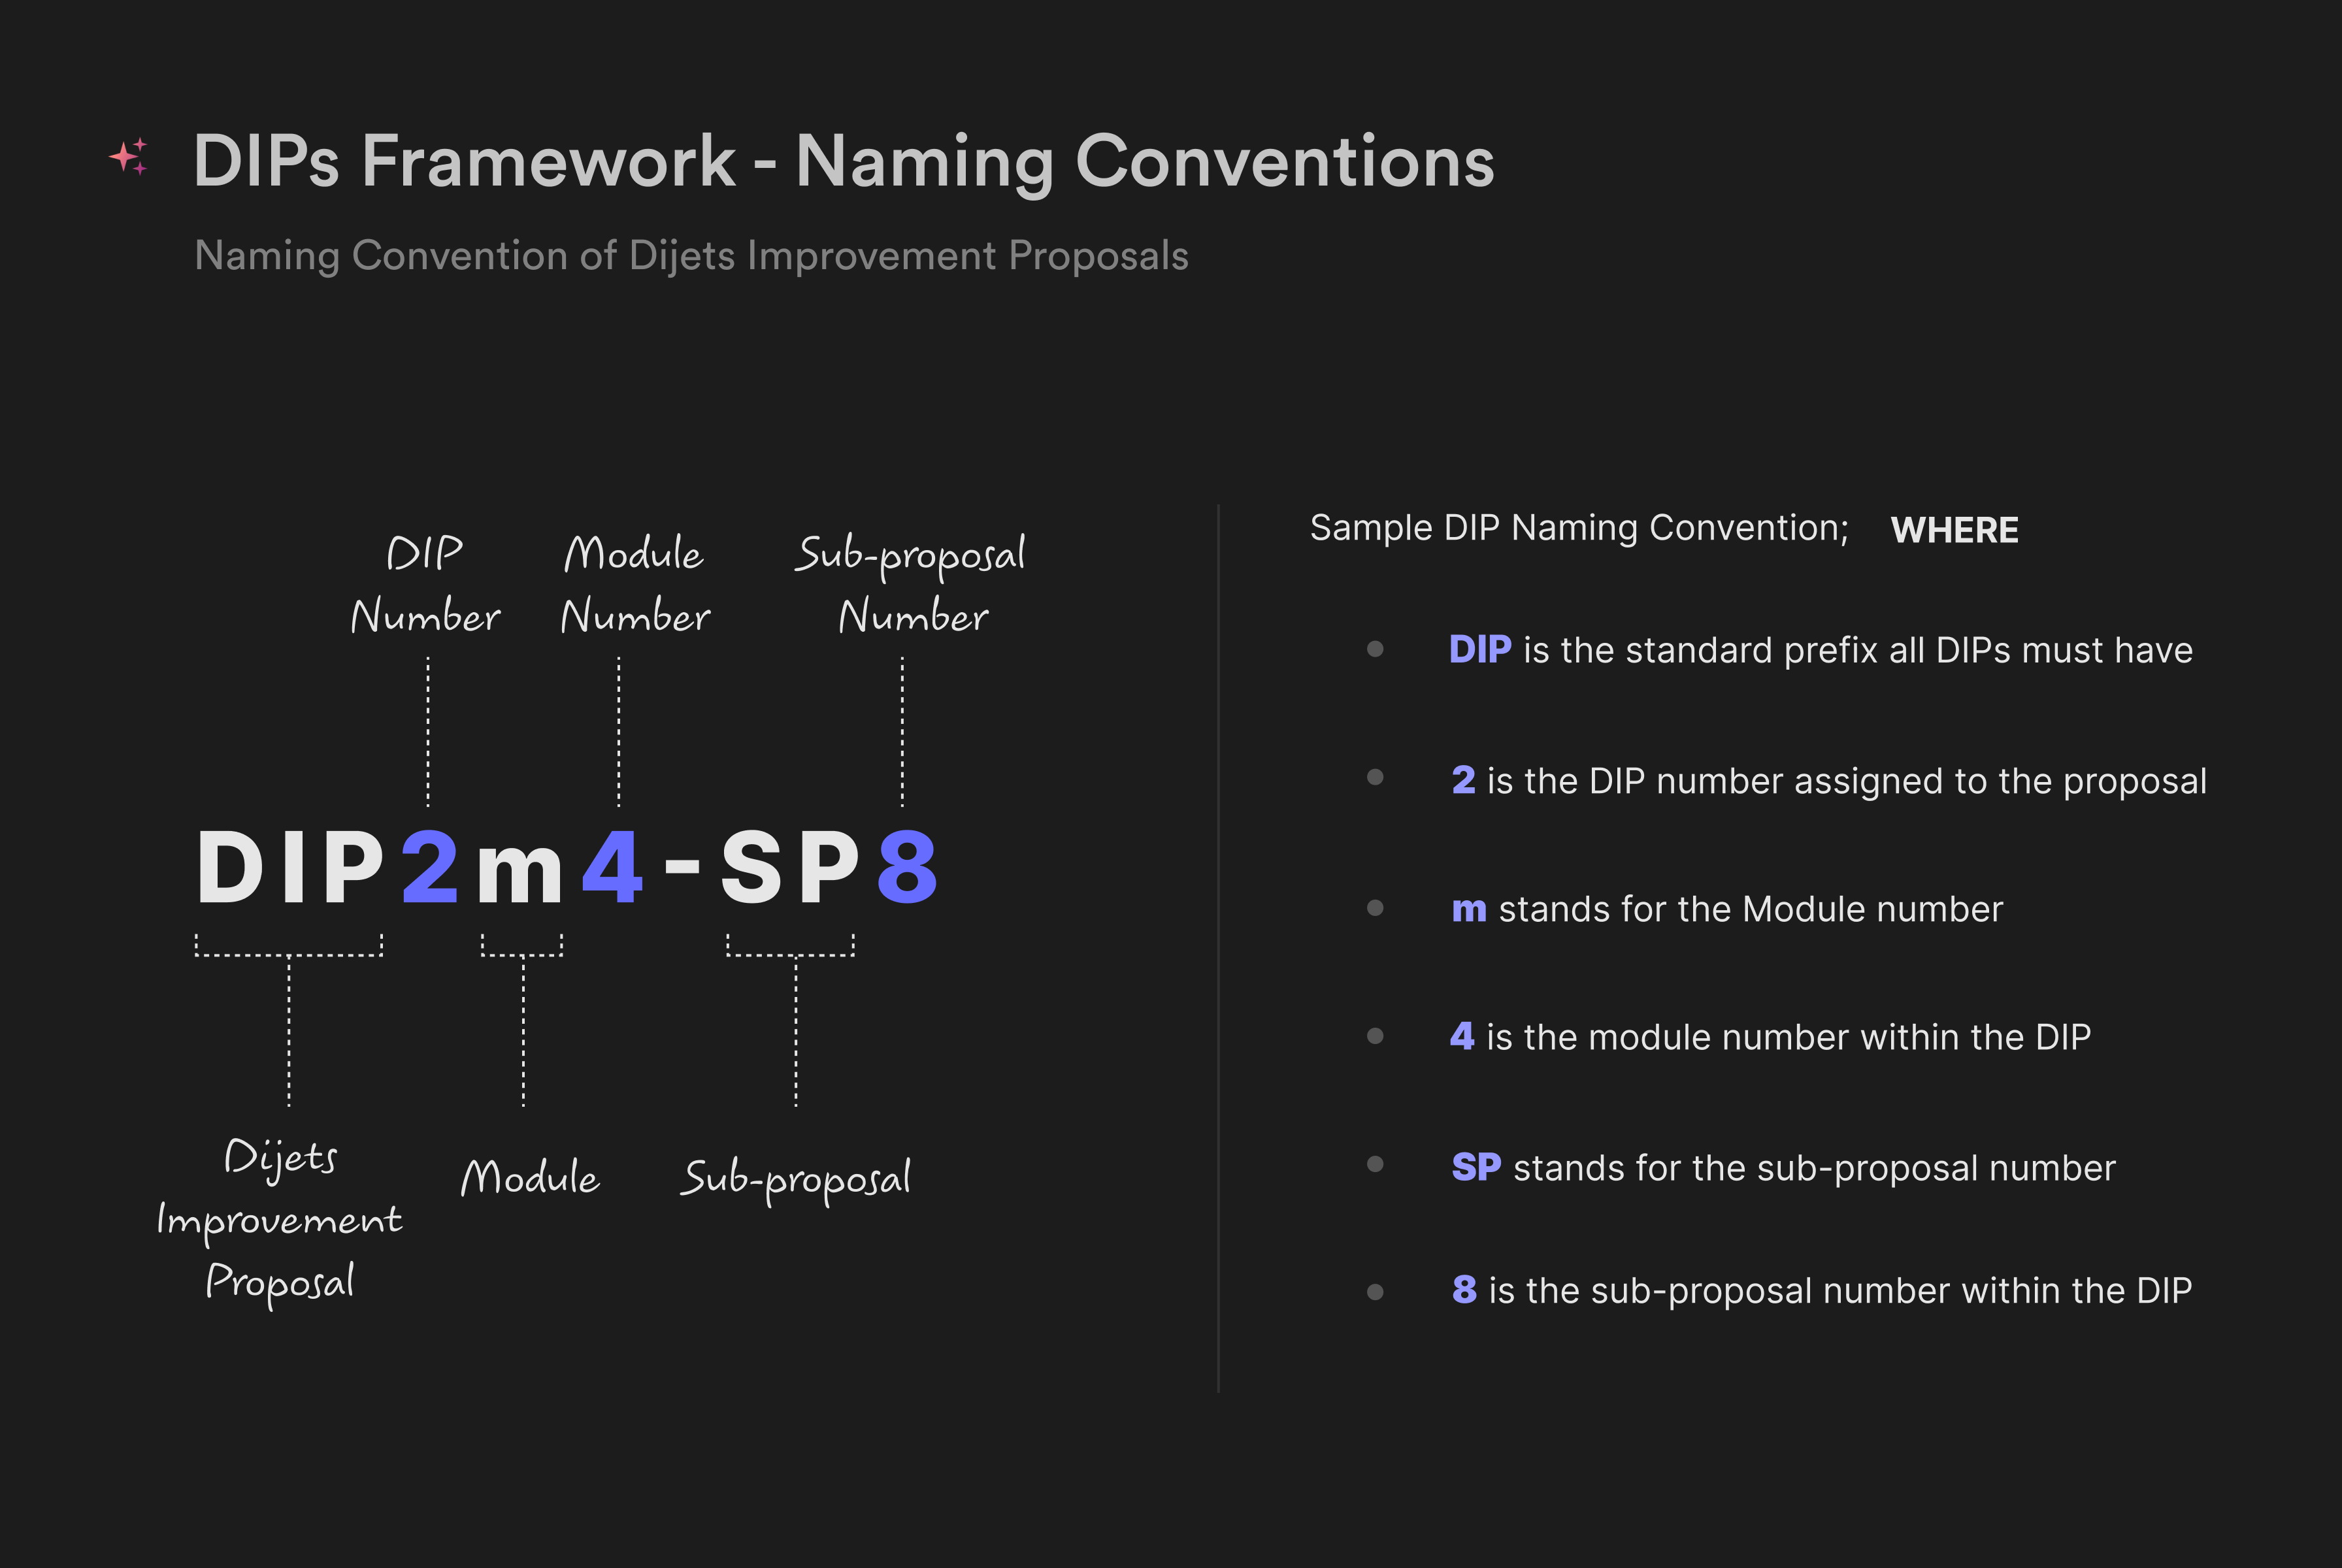 DIPs Framework - Naming Conventions
Naming Convention of Dijets Improvement Proposals
DIP
Number
Module
Number
Sub-proposal
Number
DIP2m4-SP8
Dijets
Improvement
Proposal
Module
Sub-proposal
Sample DIP Naming Convention; WHERE
DIP is the standard prefix all DIPs must have
2 is the DIP number assigned to the proposal
m stands for the Module number
4 is the module number within the DIP
SP stands for the sub-proposal number
8 is the sub-proposal number within the DIP